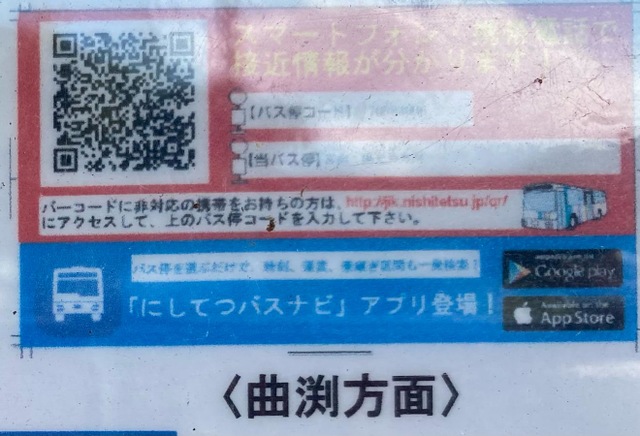 スマートフォン・携帯電話で
接近情報が分かります！
【バス停コード】
【当バス停】
バーコードに非対応の携帯をお持ちの方は、http://jik.nishitetsu.jp/qr/
にアクセスして、上のバス停コードを入力して下さい。
バス停を選ぶだけで、時刻、運賃、乗継ぎ区間も一発検索！
「にしてつバスナビ」アプリ登場！
Google play
Available on the
App Store
〈曲渕方面〉